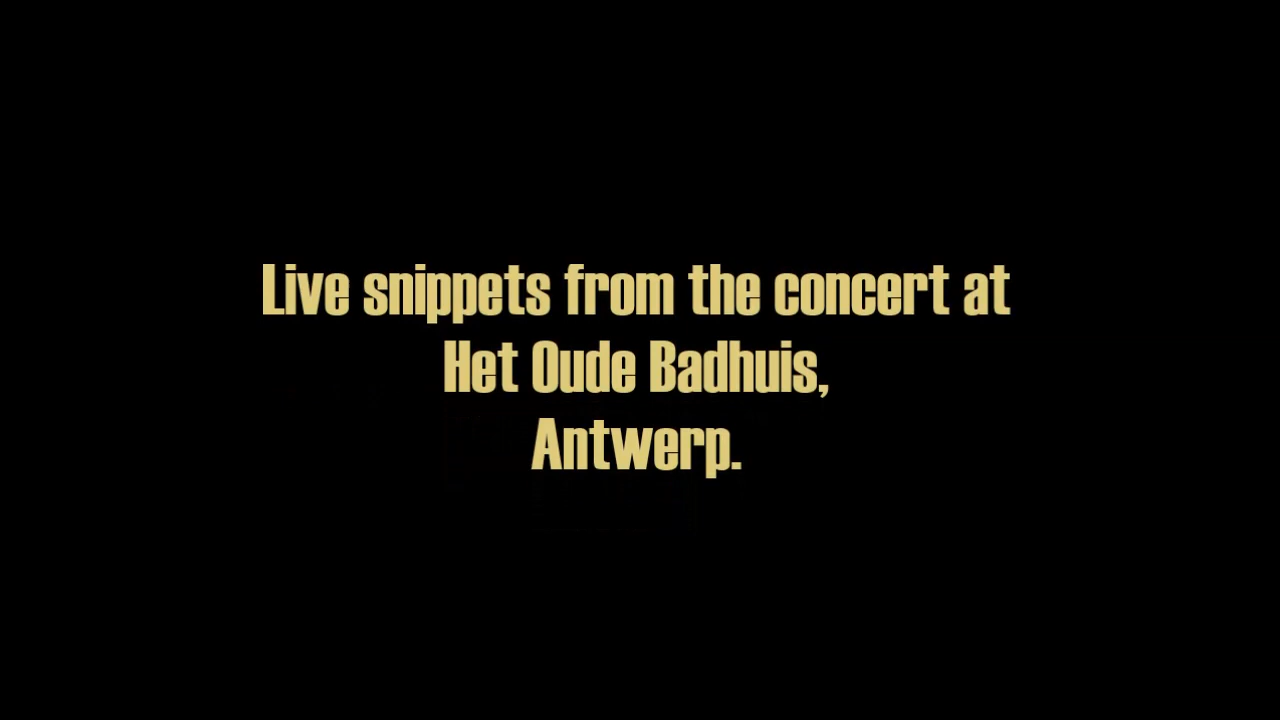 Live snippets from the concert at
Het Oude Badhuis,
Antwerp.